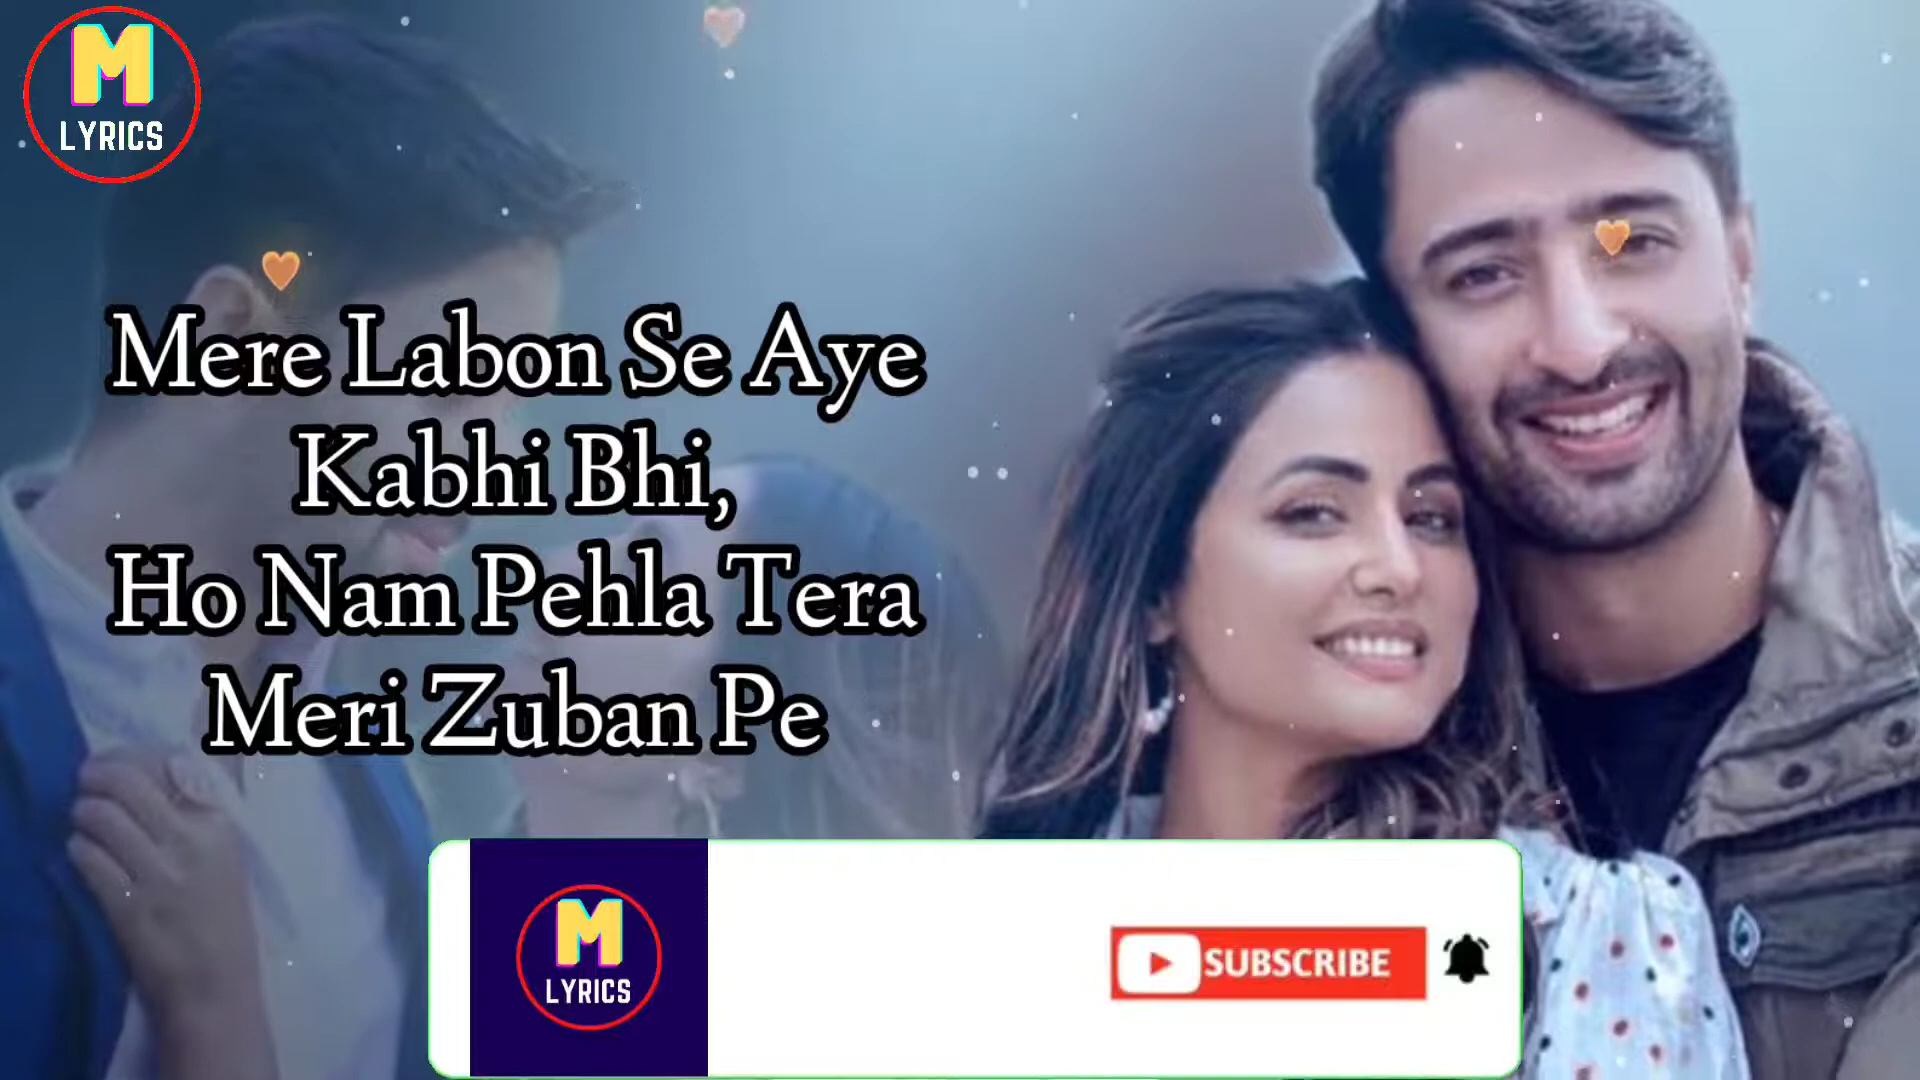 M
LYRICS
Mere Labon Se Aye
Kabhi Bhi,
Ho Nam Pehla Tera
Meri Zuban Pe
M
LYRICS
SUBSCRIBE